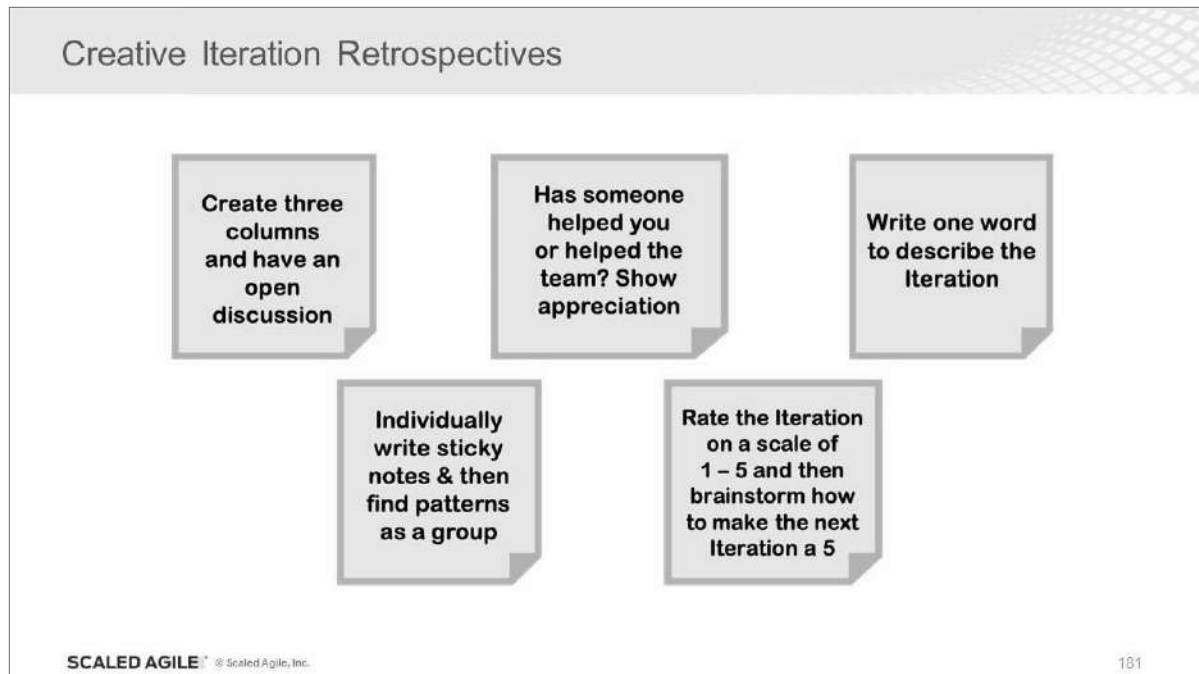 Creative Iteration Retrospectives
Create three
columns
and have an
open
discussion
Has someone
helped you
or helped the
team? Show
appreciation
Write one word
to describe the
Iteration
Individually
write sticky
notes & then
find patterns
as a group
Rate the Iteration
on a scale of
1 – 5 and then
brainstorm how
to make the next
Iteration a 5
SCALED AGILE © Scaled Agile, Inc.
181